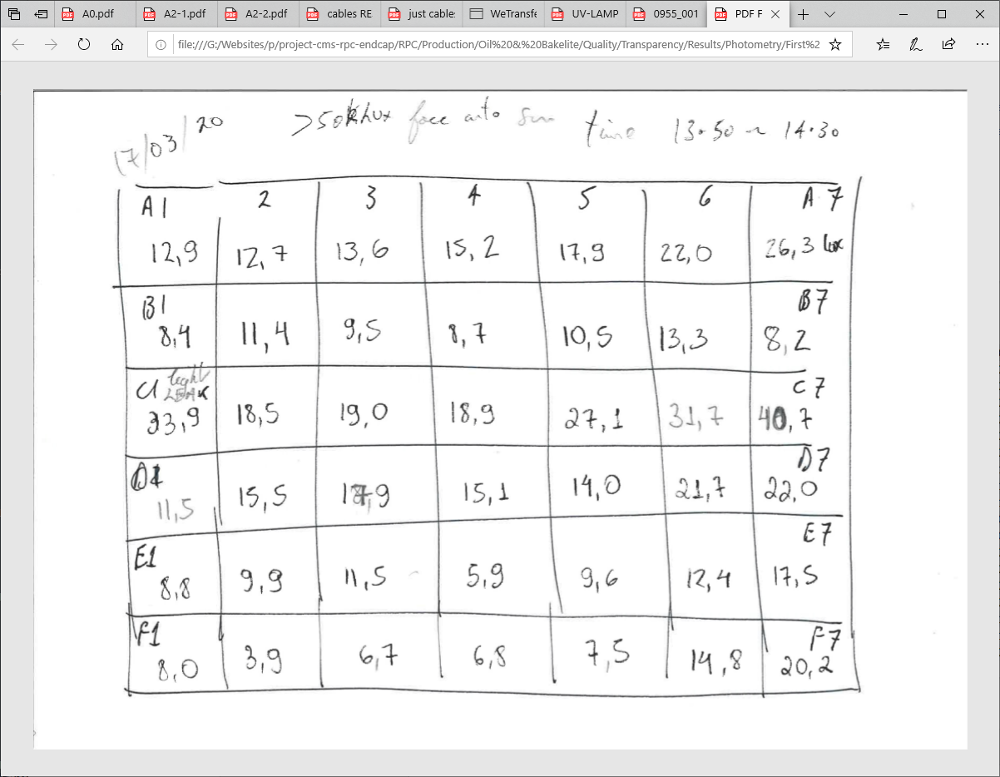 A0.pdf A2-1.pdf A2-2.pdf cables RE just cable: WeTransfe UV-LAMP 0955_001 PDF F
file:///G:/Websites/p/project-cms-rpc-endcap/RPC/Production/Oil%20&%20Bakelite/Quality/Transparency/Results/Photometry/First%2
17/03/20 >50kLux face into Sun time 13.50 ~ 14.30
A1 2 3 4 5 6 A7
12,9 12,7 13,6 15,2 17,9 22,0 26,3 lux
B1 B7
8,4 11,4 9,5 8,7 10,5 13,3 8,2
C1 light LEAK C7
23,9 18,5 19,0 18,9 27,1 31,7 40,7
D1 D7
11,5 15,5 17,9 15,1 14,0 21,7 22,0
E1 E7
8,8 9,9 11,5 5,9 9,6 12,4 17,5
F1 F7
8,0 3,9 6,7 6,8 7,5 14,8 20,2